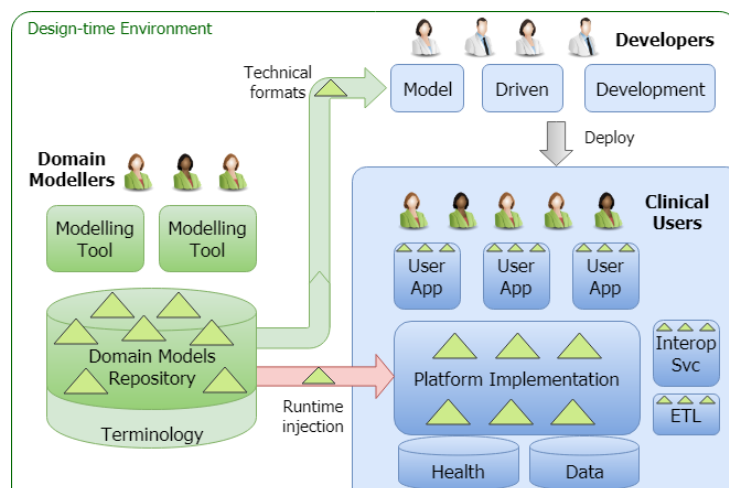 Design-time Environment
Developers
Technical
formats
Model
Driven
Development
Deploy
Domain
Modellers
Modelling
Tool
Modelling
Tool
Clinical
Users
User
App
User
App
User
App
Domain Models
Repository
Terminology
Runtime
injection
Platform Implementation
Interop
Svc
ETL
Health
Data